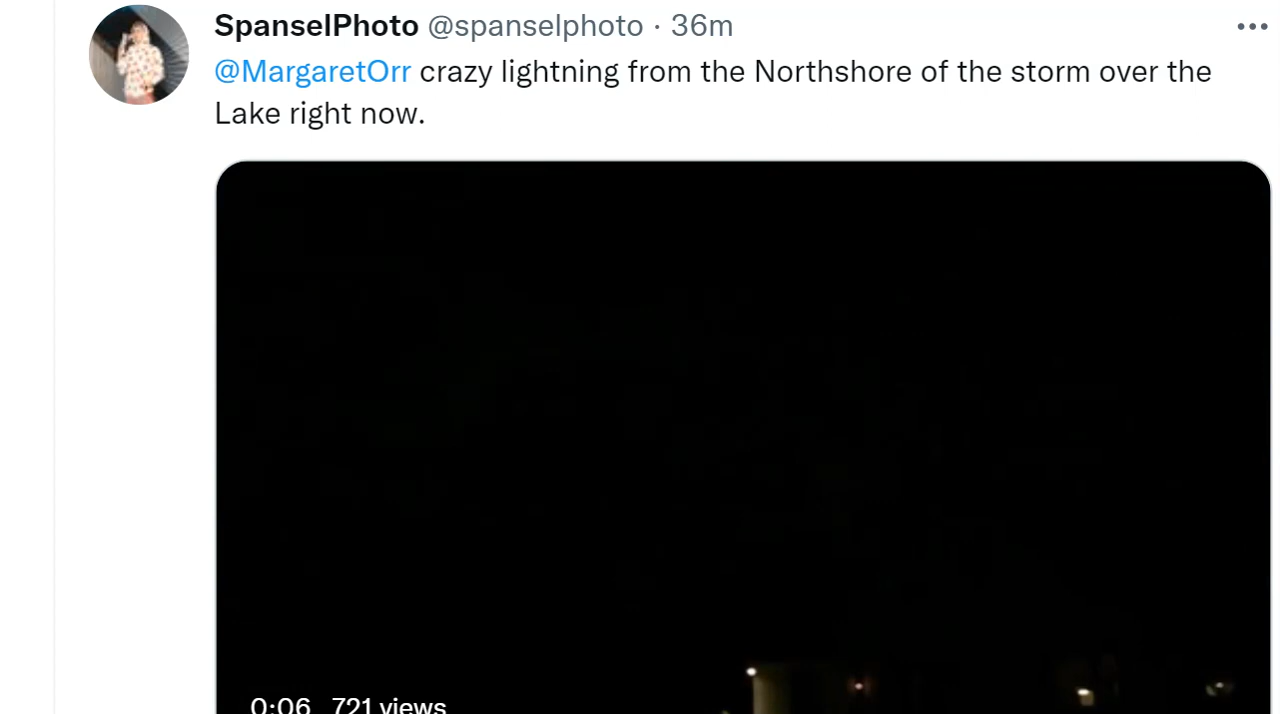 SpanselPhoto @spanselphoto · 36m
@MargaretOrr crazy lightning from the Northshore of the storm over the
Lake right now.
0:06 721 views